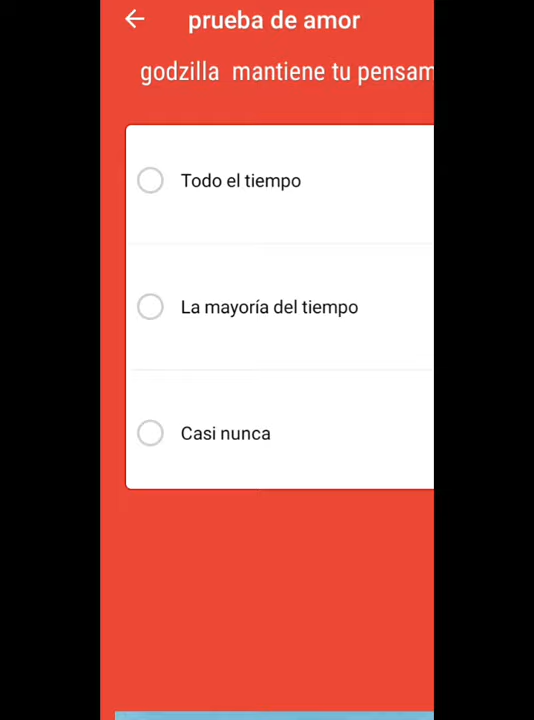 prueba de amor
godzilla mantiene tu pensam
Todo el tiempo
La mayoría del tiempo
Casi nunca